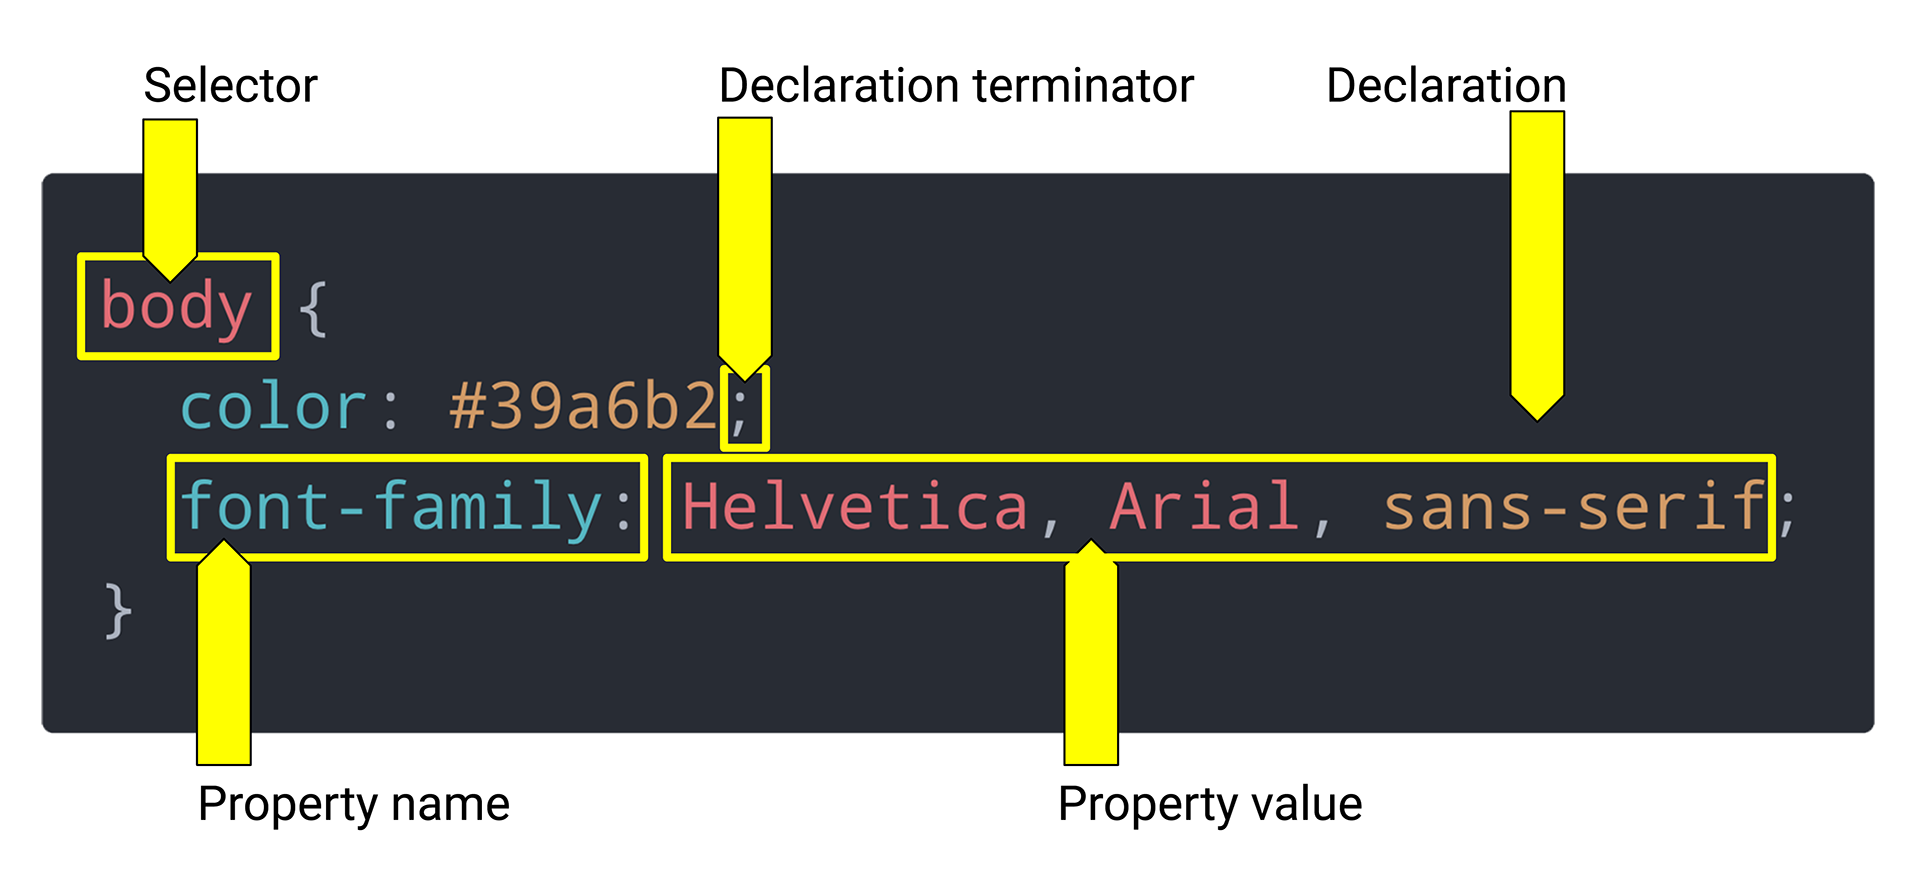 Selector
Declaration terminator
Declaration
body {
color: #39a6b2;
font-family: Helvetica, Arial, sans-serif;
}
Property name
Property value